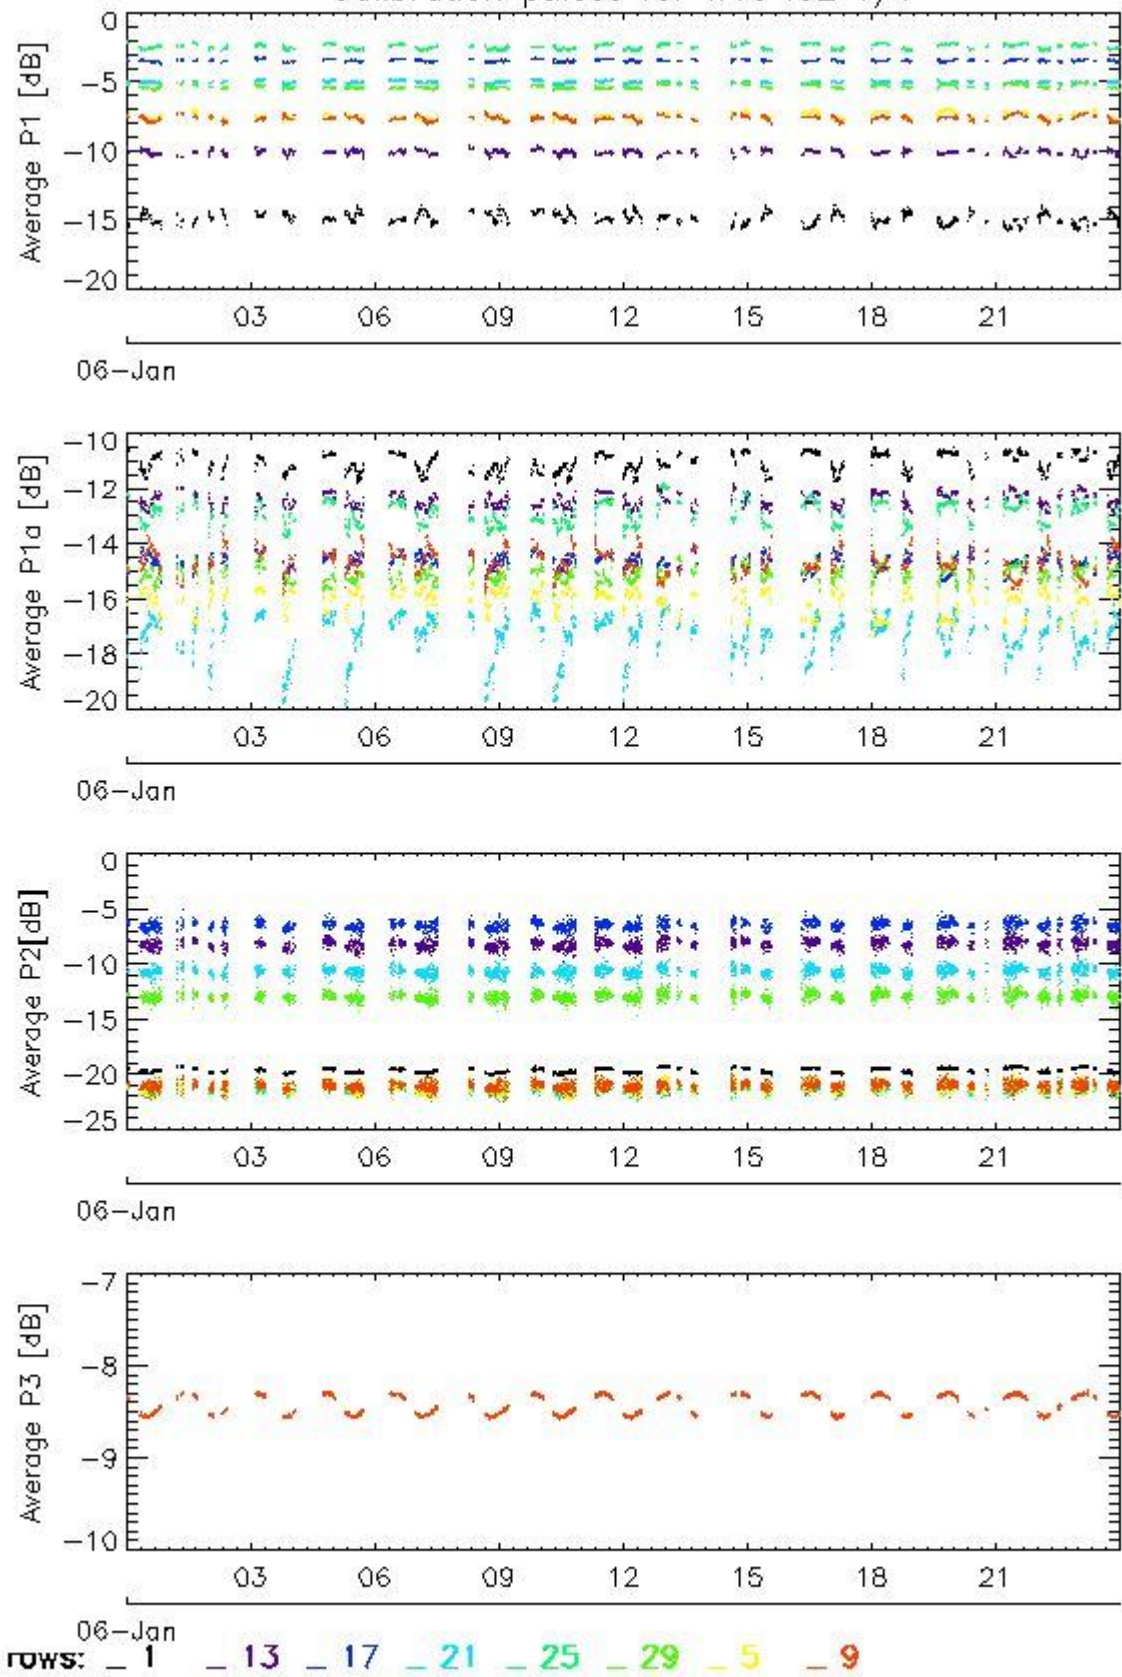 0
−5
−10
−15
−20
Average P1 [dB]
03 06 09 12 15 18 21
06−Jan
−10
−12
−14
−16
−18
−20
Average P1a [dB]
03 06 09 12 15 18 21
06−Jan
0
−5
−10
−15
−20
−25
Average P2[dB]
03 06 09 12 15 18 21
06−Jan
−7
−8
−9
−10
Average P3 [dB]
03 06 09 12 15 18 21
06−Jan
rows: _ 1 _ 13 _ 17 _ 21 _ 25 _ 29 _ 5 _ 9